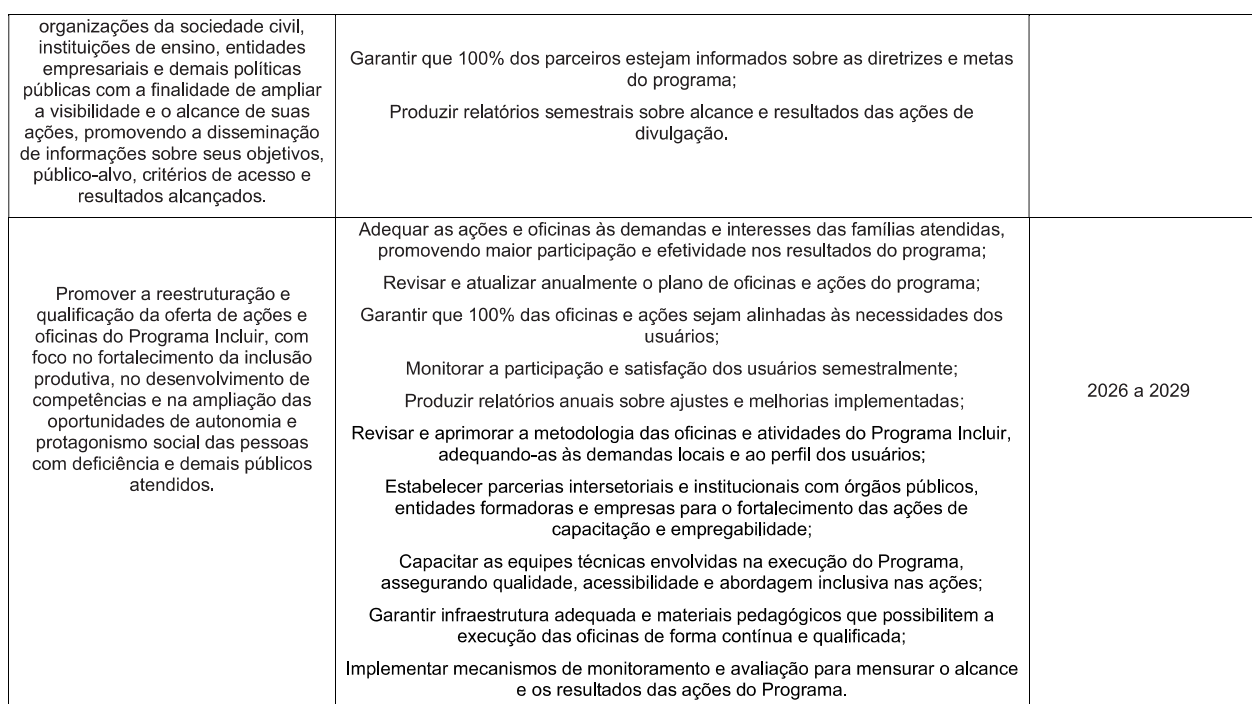 organizações da sociedade civil,
instituições de ensino, entidades
empresariais e demais políticas
públicas com a finalidade de ampliar
a visibilidade e o alcance de suas
ações, promovendo a disseminação
de informações sobre seus objetivos,
público-alvo, critérios de acesso e
resultados alcançados.
Garantir que 100% dos parceiros estejam informados sobre as diretrizes e metas
do programa;
Produzir relatórios semestrais sobre alcance e resultados das ações de
divulgação.
Promover a reestruturação e
qualificação da oferta de ações e
oficinas do Programa Incluir, com
foco no fortalecimento da inclusão
produtiva, no desenvolvimento de
competências e na ampliação das
oportunidades de autonomia e
protagonismo social das pessoas
com deficiência e demais públicos
atendidos.
Adequar as ações e oficinas às demandas e interesses das famílias atendidas,
promovendo maior participação e efetividade nos resultados do programa;
Revisar e atualizar anualmente o plano de oficinas e ações do programa;
Garantir que 100% das oficinas e ações sejam alinhadas às necessidades dos
usuários;
Monitorar a participação e satisfação dos usuários semestralmente;
Produzir relatórios anuais sobre ajustes e melhorias implementadas;
Revisar e aprimorar a metodologia das oficinas e atividades do Programa Incluir,
adequando-as às demandas locais e ao perfil dos usuários;
Estabelecer parcerias intersetoriais e institucionais com órgãos públicos,
entidades formadoras e empresas para o fortalecimento das ações de
capacitação e empregabilidade;
Capacitar as equipes técnicas envolvidas na execução do Programa,
assegurando qualidade, acessibilidade e abordagem inclusiva nas ações;
Garantir infraestrutura adequada e materiais pedagógicos que possibilitem a
execução das oficinas de forma contínua e qualificada;
Implementar mecanismos de monitoramento e avaliação para mensurar o alcance
e os resultados das ações do Programa.
2026 a 2029